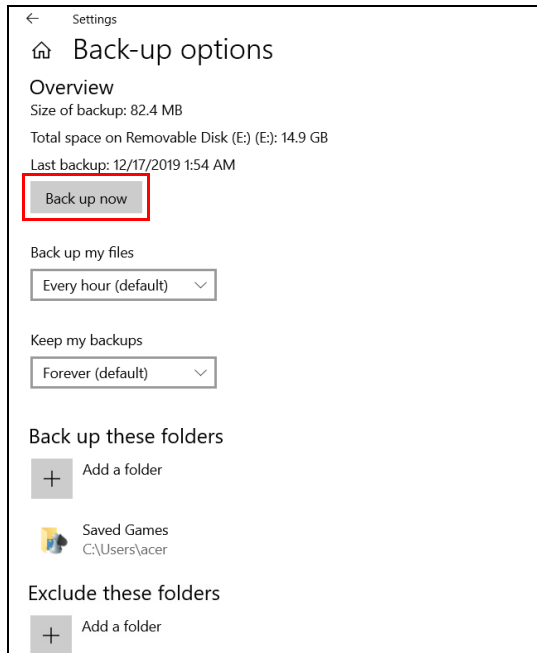 Settings
Back-up options
Overview
Size of backup: 82.4 MB
Total space on Removable Disk (E:) (E:): 14.9 GB
Last backup: 12/17/2019 1:54 AM
Back up now
Back up my files
Every hour (default)
Keep my backups
Forever (default)
Back up these folders
Add a folder
Saved Games
C:\Users\acer
Exclude these folders
Add a folder